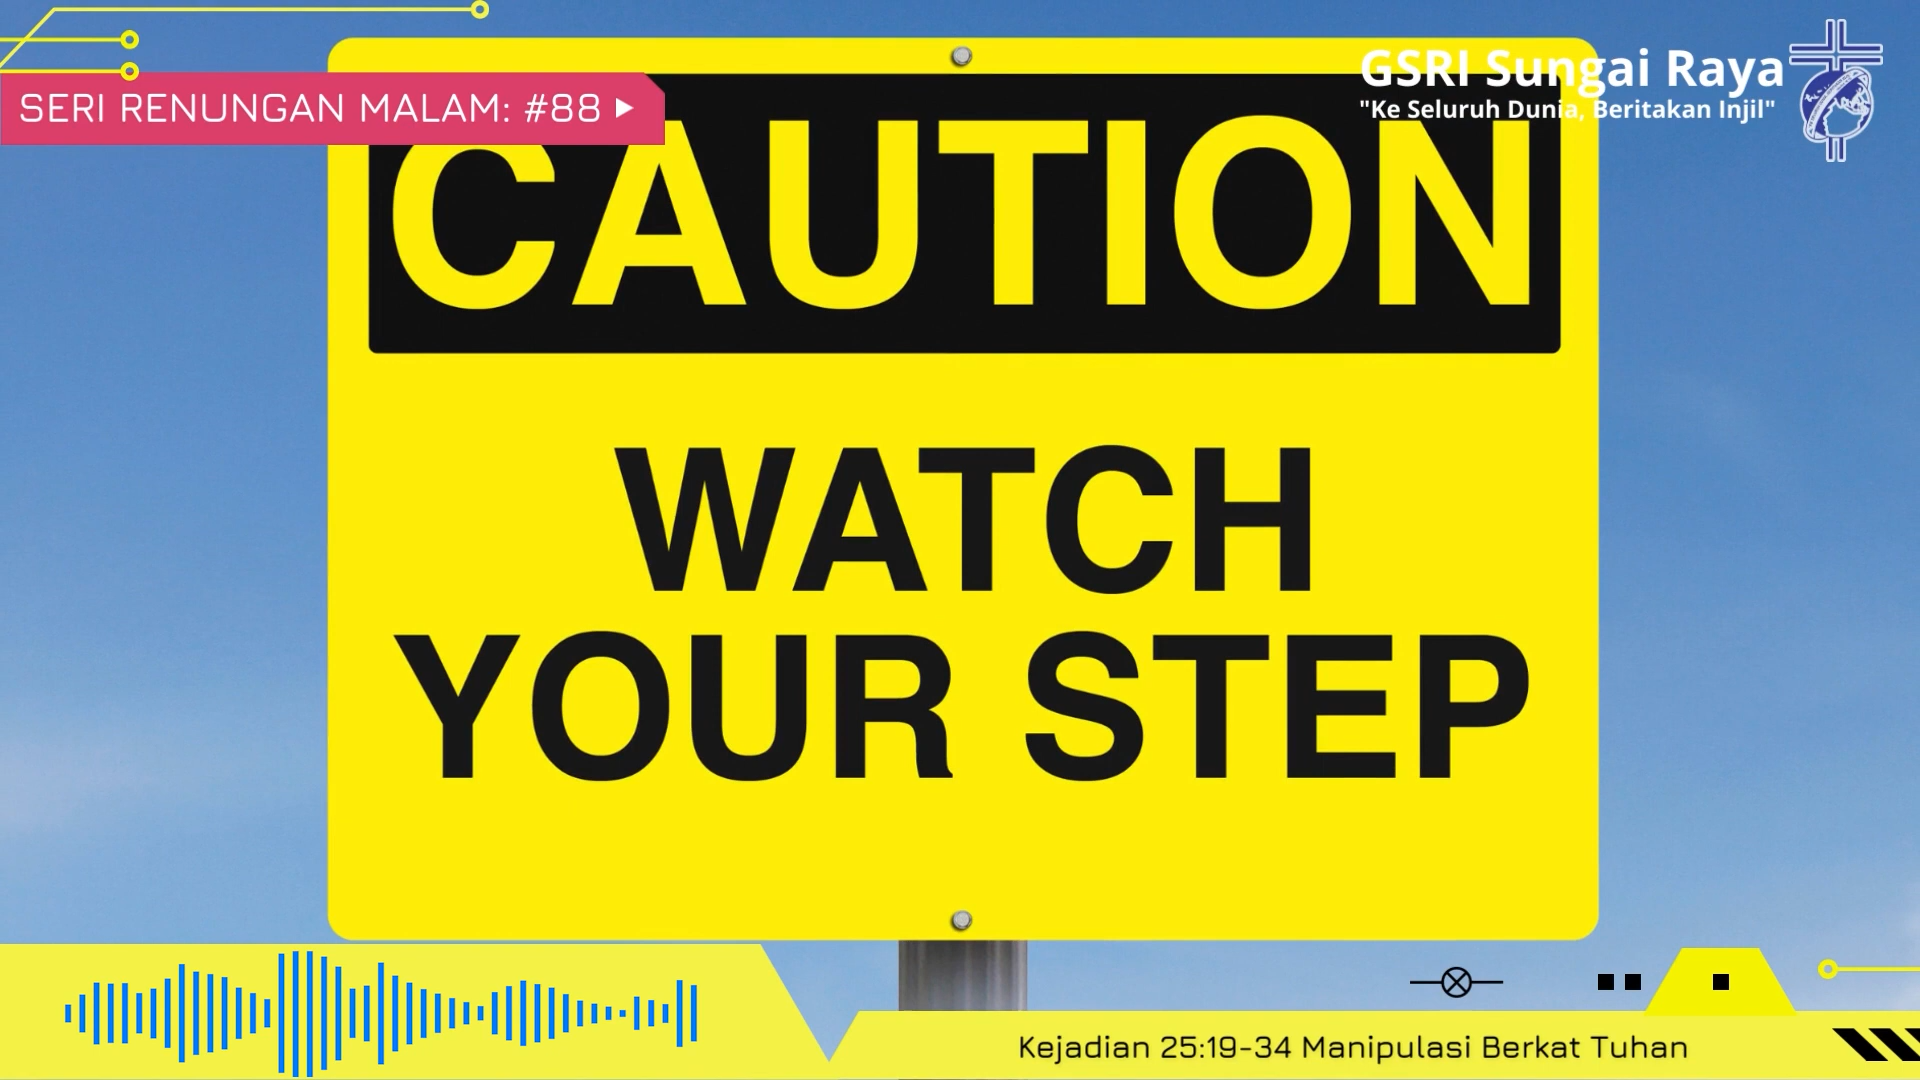 SERI RENUNGAN MALAM: #88
GSRI Sungai Raya
"Ke Seluruh Dunia, Beritakan Injil"
CAUTION
WATCH
YOUR STEP
Kejadian 25:19-34 Manipulasi Berkat Tuhan